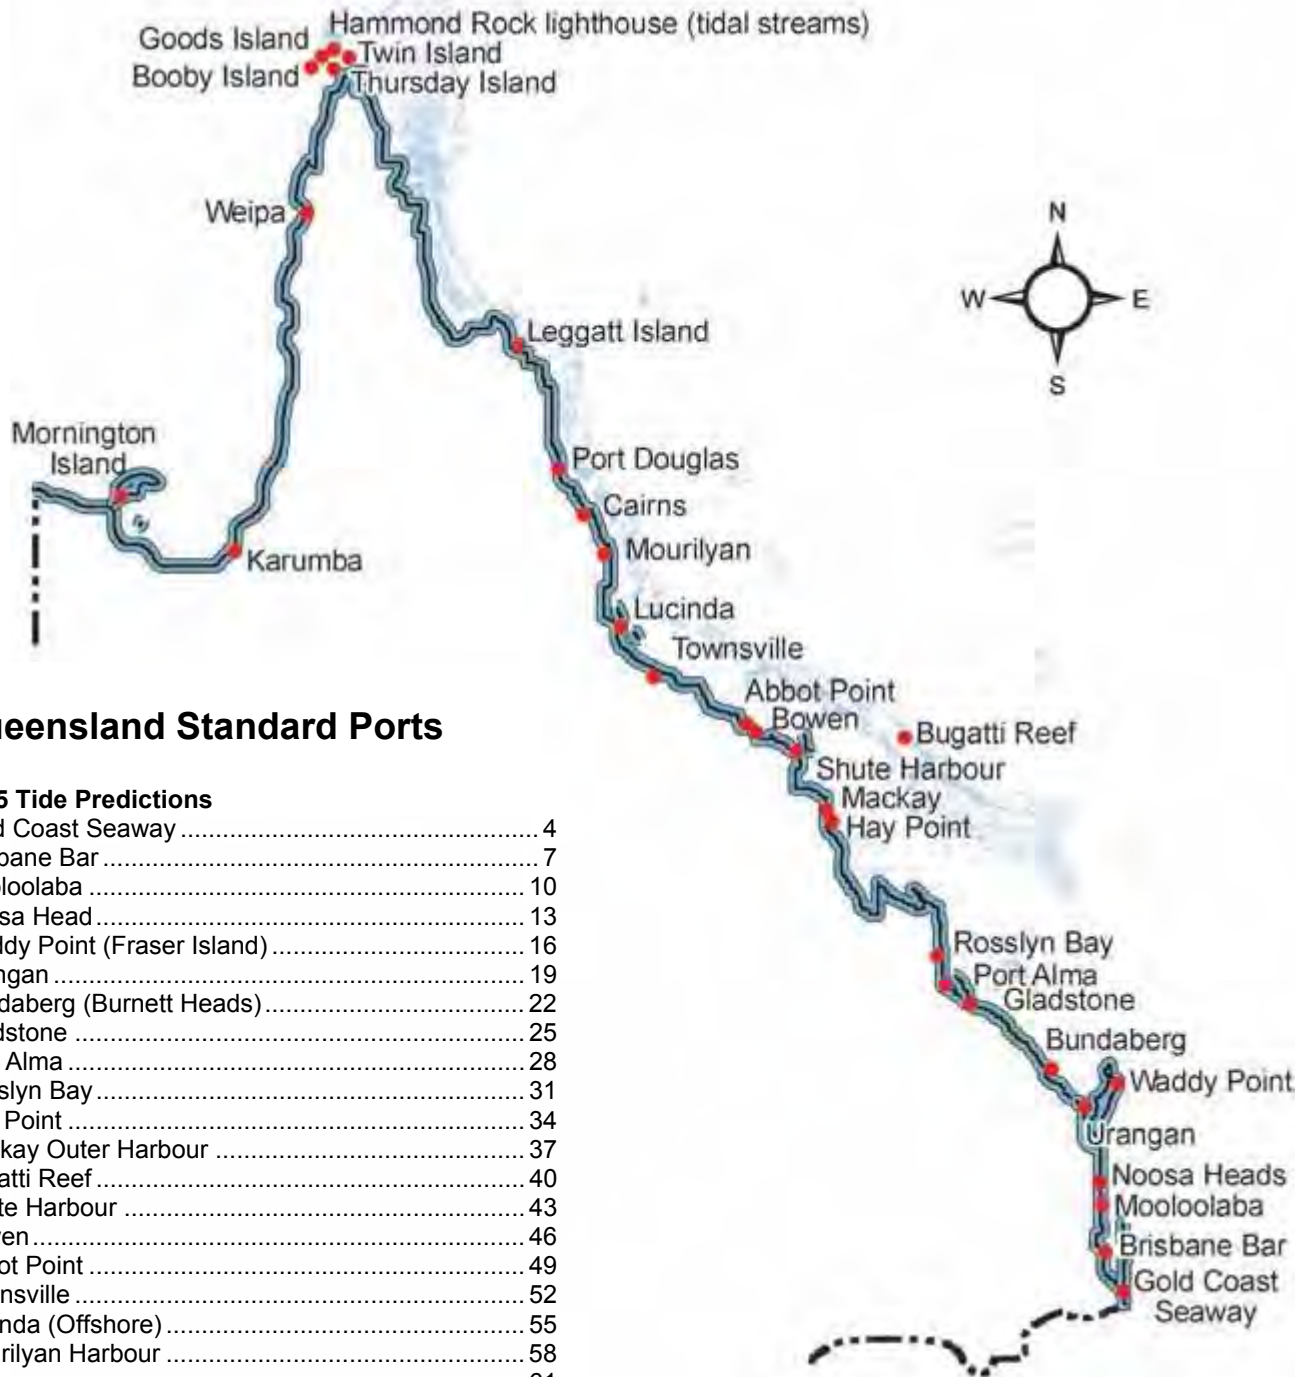 Hammond Rock lighthouse (tidal streams)
Goods Island
Twin Island
Booby Island
Thursday Island
Weipa
N
W
E
S
Leggatt Island
Mornington
Island
Port Douglas
Cairns
Mourilyan
Karumba
Lucinda
Townsville
Abbot Point
Bowen
Bugatti Reef
Shute Harbour
Mackay
Hay Point
Rosslyn Bay
Port Alma
Gladstone
Bundaberg
Waddy Point
Urangan
Noosa Heads
Mooloolaba
Brisbane Bar
Gold Coast
Seaway
ueensland Standard Ports
5 Tide Predictions
d Coast Seaway ........ 4
bane Bar ........ 7
oloolaba ........ 10
sa Head ........ 13
ddy Point (Fraser Island) ........ 16
ngan ........ 19
daberg (Burnett Heads) ........ 22
dstone ........ 25
Alma ........ 28
slyn Bay ........ 31
Point ........ 34
kay Outer Harbour ........ 37
atti Reef ........ 40
te Harbour ........ 43
en ........ 46
ot Point ........ 49
nsville ........ 52
nda (Offshore) ........ 55
rilyan Harbour ........ 58